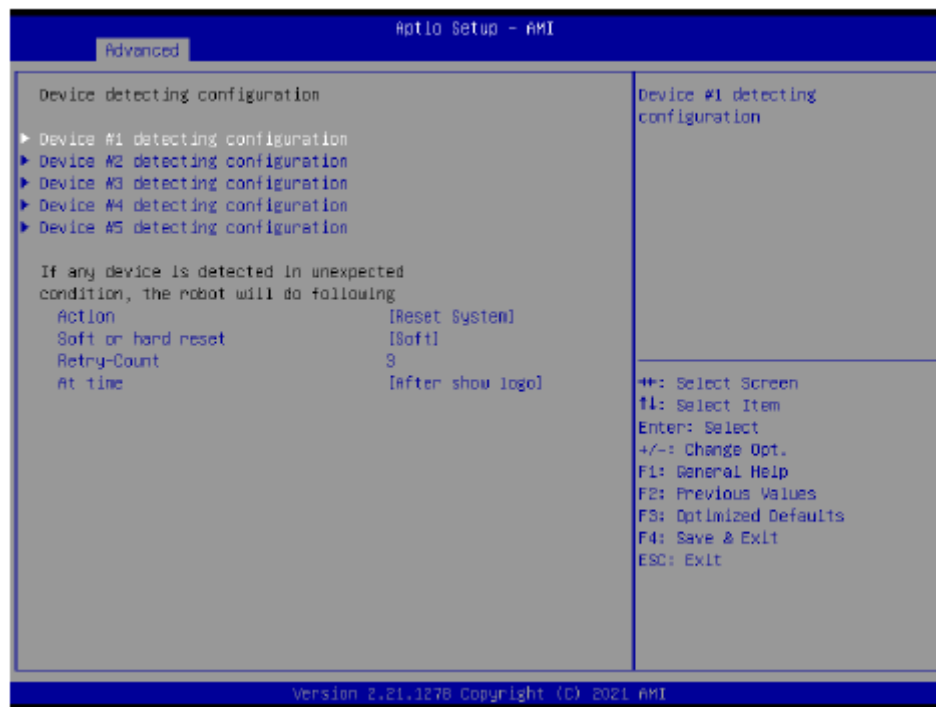 Aptio Setup - AMI
Advanced
Device detecting configuration
Device #1 detecting configuration
Device #2 detecting configuration
Device #3 detecting configuration
Device #4 detecting configuration
Device #5 detecting configuration
If any device is detected in unexpected
condition, the robot will do following
Action [Reset System]
Soft or hard reset [Soft]
Retry-Count 3
At time [After show logo]
Device #1 detecting
configuration
→←: Select Screen
↑↓: Select Item
Enter: Select
+/-: Change Opt.
F1: General Help
F2: Previous Values
F3: Optimized Defaults
F4: Save & Exit
ESC: Exit
Version 2.21.1278 Copyright (C) 2021 AMI